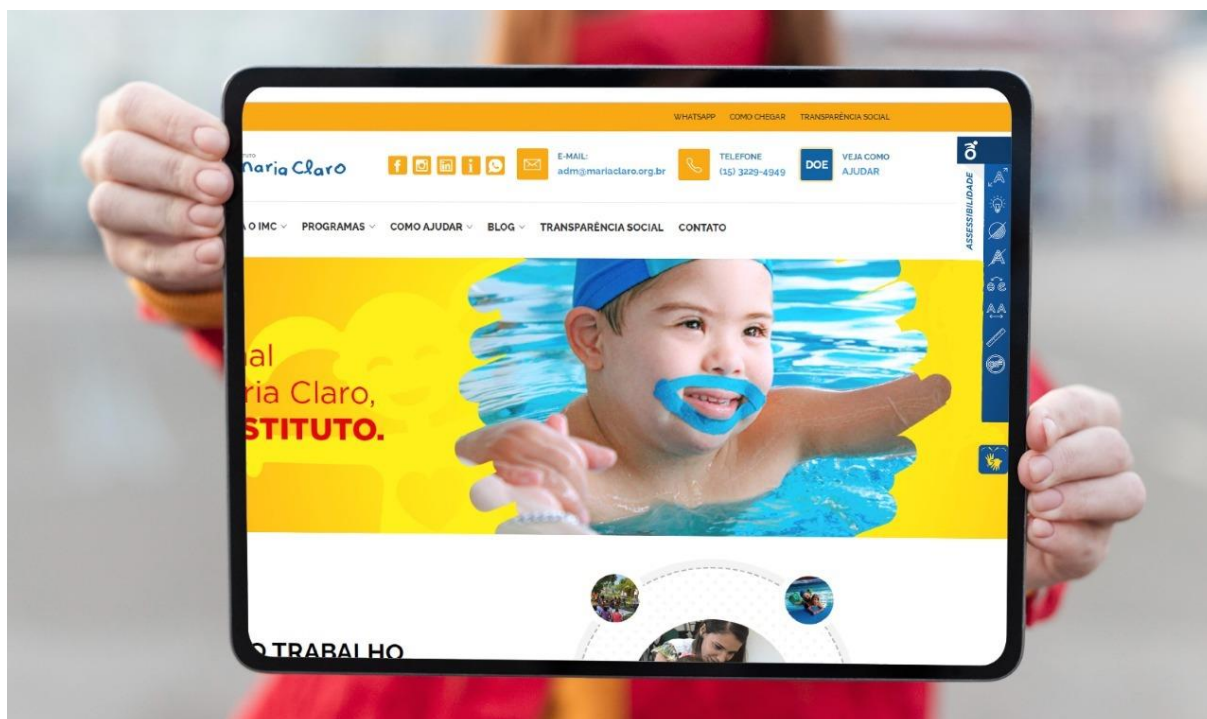 WHATSAPP COMO CHEGAR TRANSPARÊNCIA SOCIAL
Maria Claro
E-MAIL:
adm@mariaclaro.org.br
TELEFONE
(15) 3229-4949
DOE
VEJA COMO
AJUDAR
ASSESSIBILIDADE
O IMC PROGRAMAS COMO AJUDAR BLOG TRANSPARÊNCIA SOCIAL CONTATO
al
ria Claro,
STITUTO.
O TRABALHO